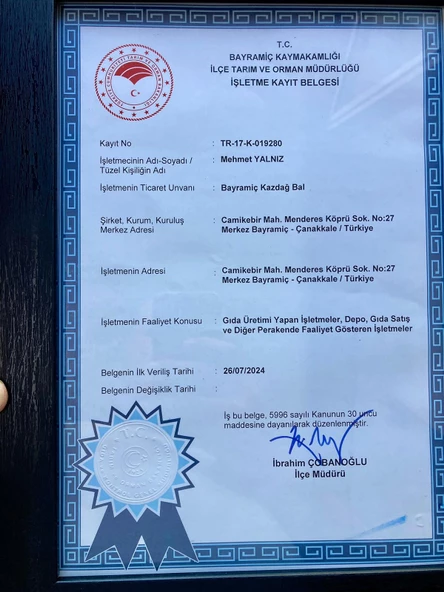 T.C.
BAYRAMİÇ KAYMAKAMLIĞI
İLÇE TARIM VE ORMAN MÜDÜRLÜĞÜ
İŞLETME KAYIT BELGESİ
Kayıt No : TR-17-K-019280
İşletmecinin Adı-Soyadı / : Mehmet YALNIZ
Tüzel Kişiliğin Adı
İşletmenin Ticaret Unvanı : Bayramiç Kazdağ Bal
Şirket, Kurum, Kuruluş : Camikebir Mah. Menderes Köprü Sok. No:27
Merkez Adresi Merkez Bayramiç - Çanakkale / Türkiye
İşletmenin Adresi : Camikebir Mah. Menderes Köprü Sok. No:27
Merkez Bayramiç - Çanakkale / Türkiye
İşletmenin Faaliyet Konusu : Gıda Üretimi Yapan İşletmeler, Depo, Gıda Satış
ve Diğer Perakende Faaliyet Gösteren İşletmeler
Belgenin İlk Veriliş Tarihi : 26/07/2024
Belgenin Değişiklik Tarihi :
İş bu belge, 5996 sayılı Kanunun 30 uncu
maddesine dayanılarak düzenlenmiştir.
İbrahim ÇOBANOĞLU
İlçe Müdürü
T.C.